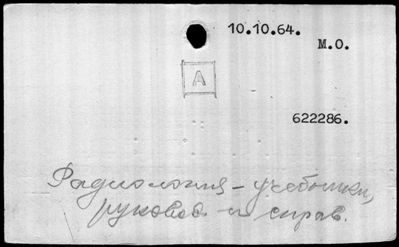 10.10.64.
М.О.
А
622286.
Радиология – учебники,
руковод. и справ.